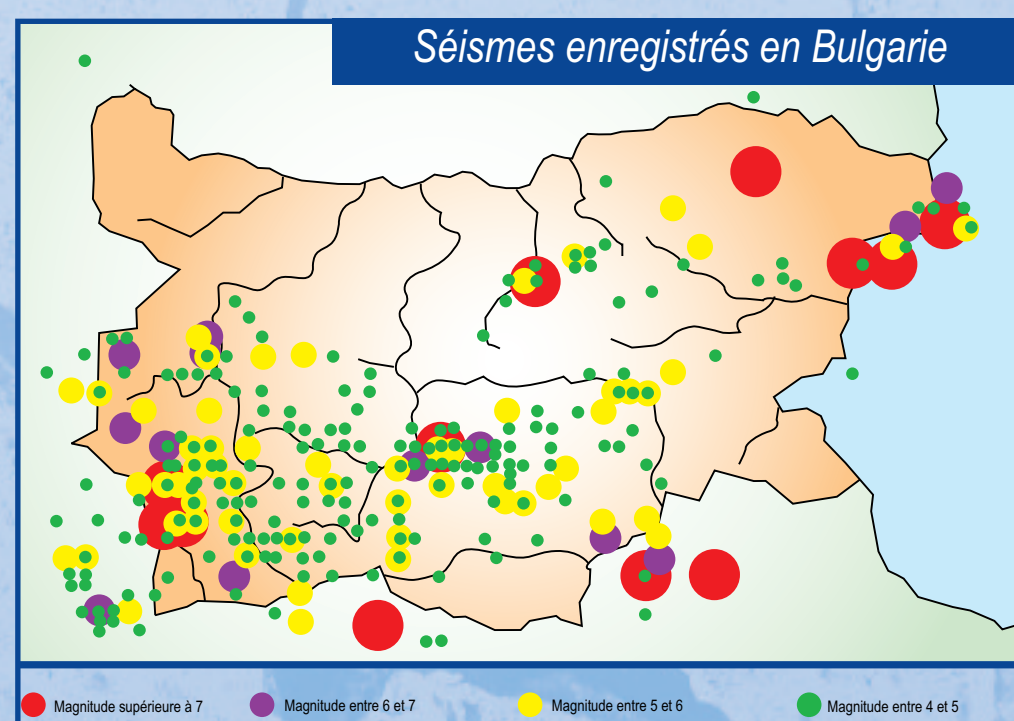 Séismes enregistrés en Bulgarie
Magnitude supérieure à 7
Magnitude entre 6 et 7
Magnitude entre 5 et 6
Magnitude entre 4 et 5